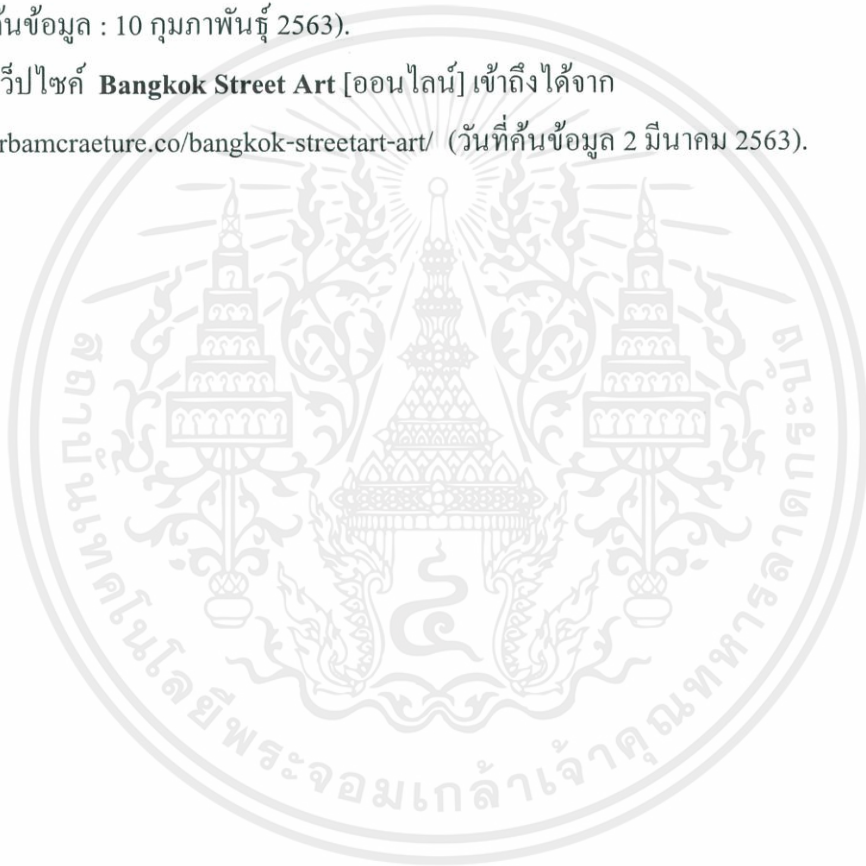 ค้นข้อมูล : 10 กุมภาพันธุ์ 2563).
ว็ปไซค์ Bangkok Street Art [ออนไลน์] เข้าถึงได้จาก
rbamcraeture.co/bangkok-streetart-art/ (วันที่ค้นข้อมูล 2 มีนาคม 2563).
สถาบันเทคโนโลยีพระจอมเกล้าเจ้าคุณทหารลาดกระบัง